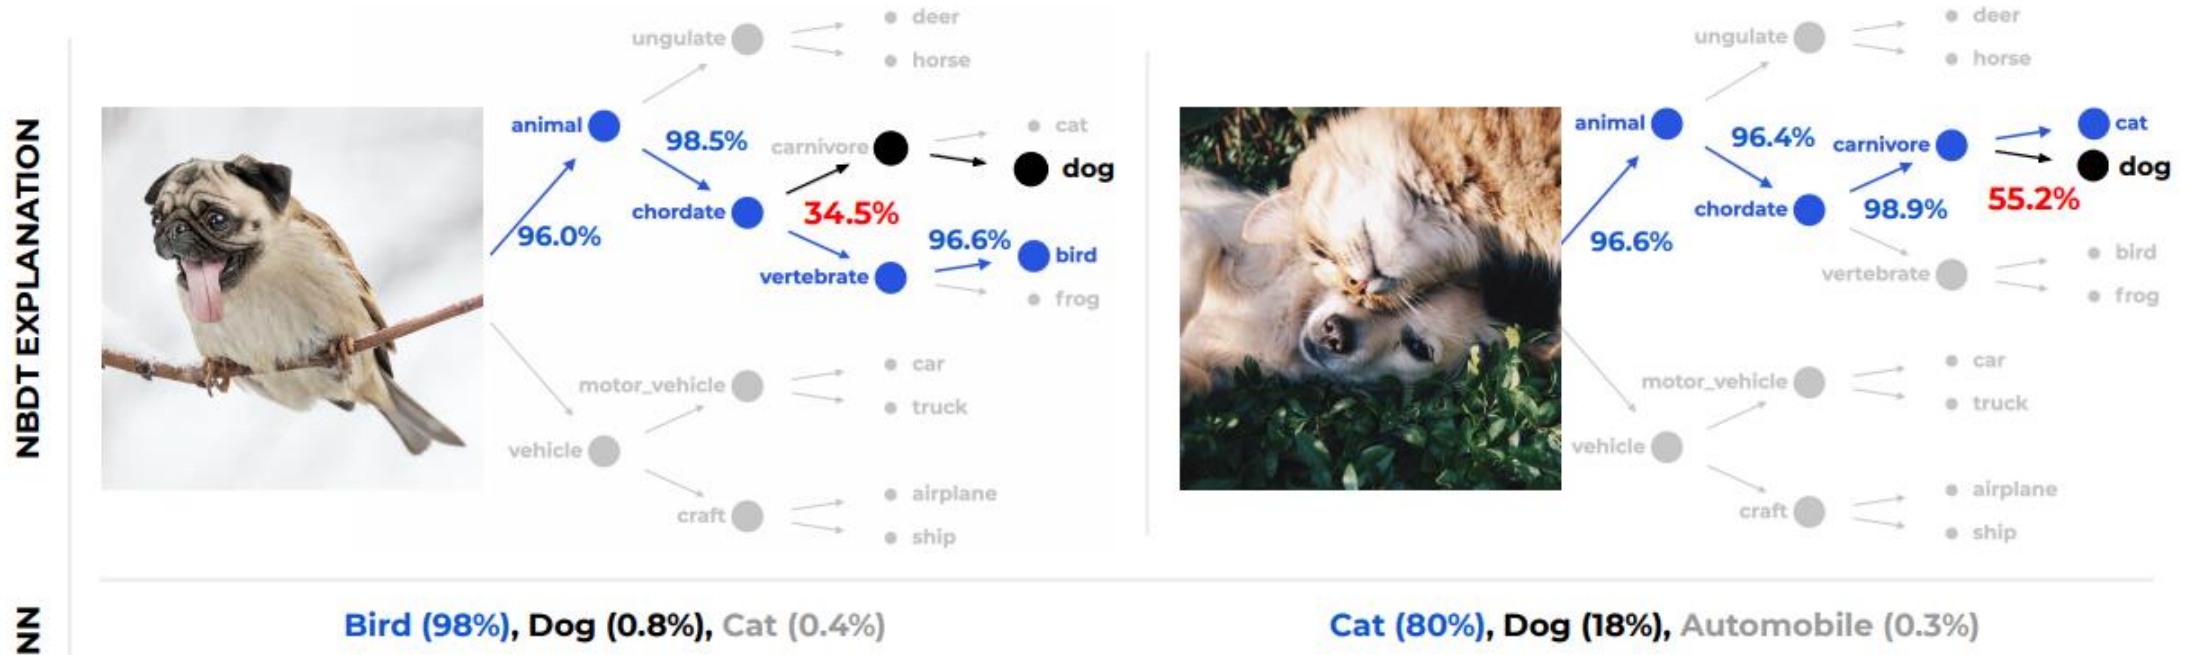 NBDT EXPLANATION
deer
ungulate
horse
animal
98.5%
carnivore
cat
dog
chordate
34.5%
96.0%
96.6%
bird
vertebrate
frog
car
motor_vehicle
truck
vehicle
airplane
craft
ship
deer
ungulate
horse
animal
96.4%
carnivore
cat
dog
chordate
98.9%
55.2%
96.6%
bird
vertebrate
frog
car
motor_vehicle
truck
vehicle
airplane
craft
ship
NN
Bird (98%), Dog (0.8%), Cat (0.4%)
Cat (80%), Dog (18%), Automobile (0.3%)